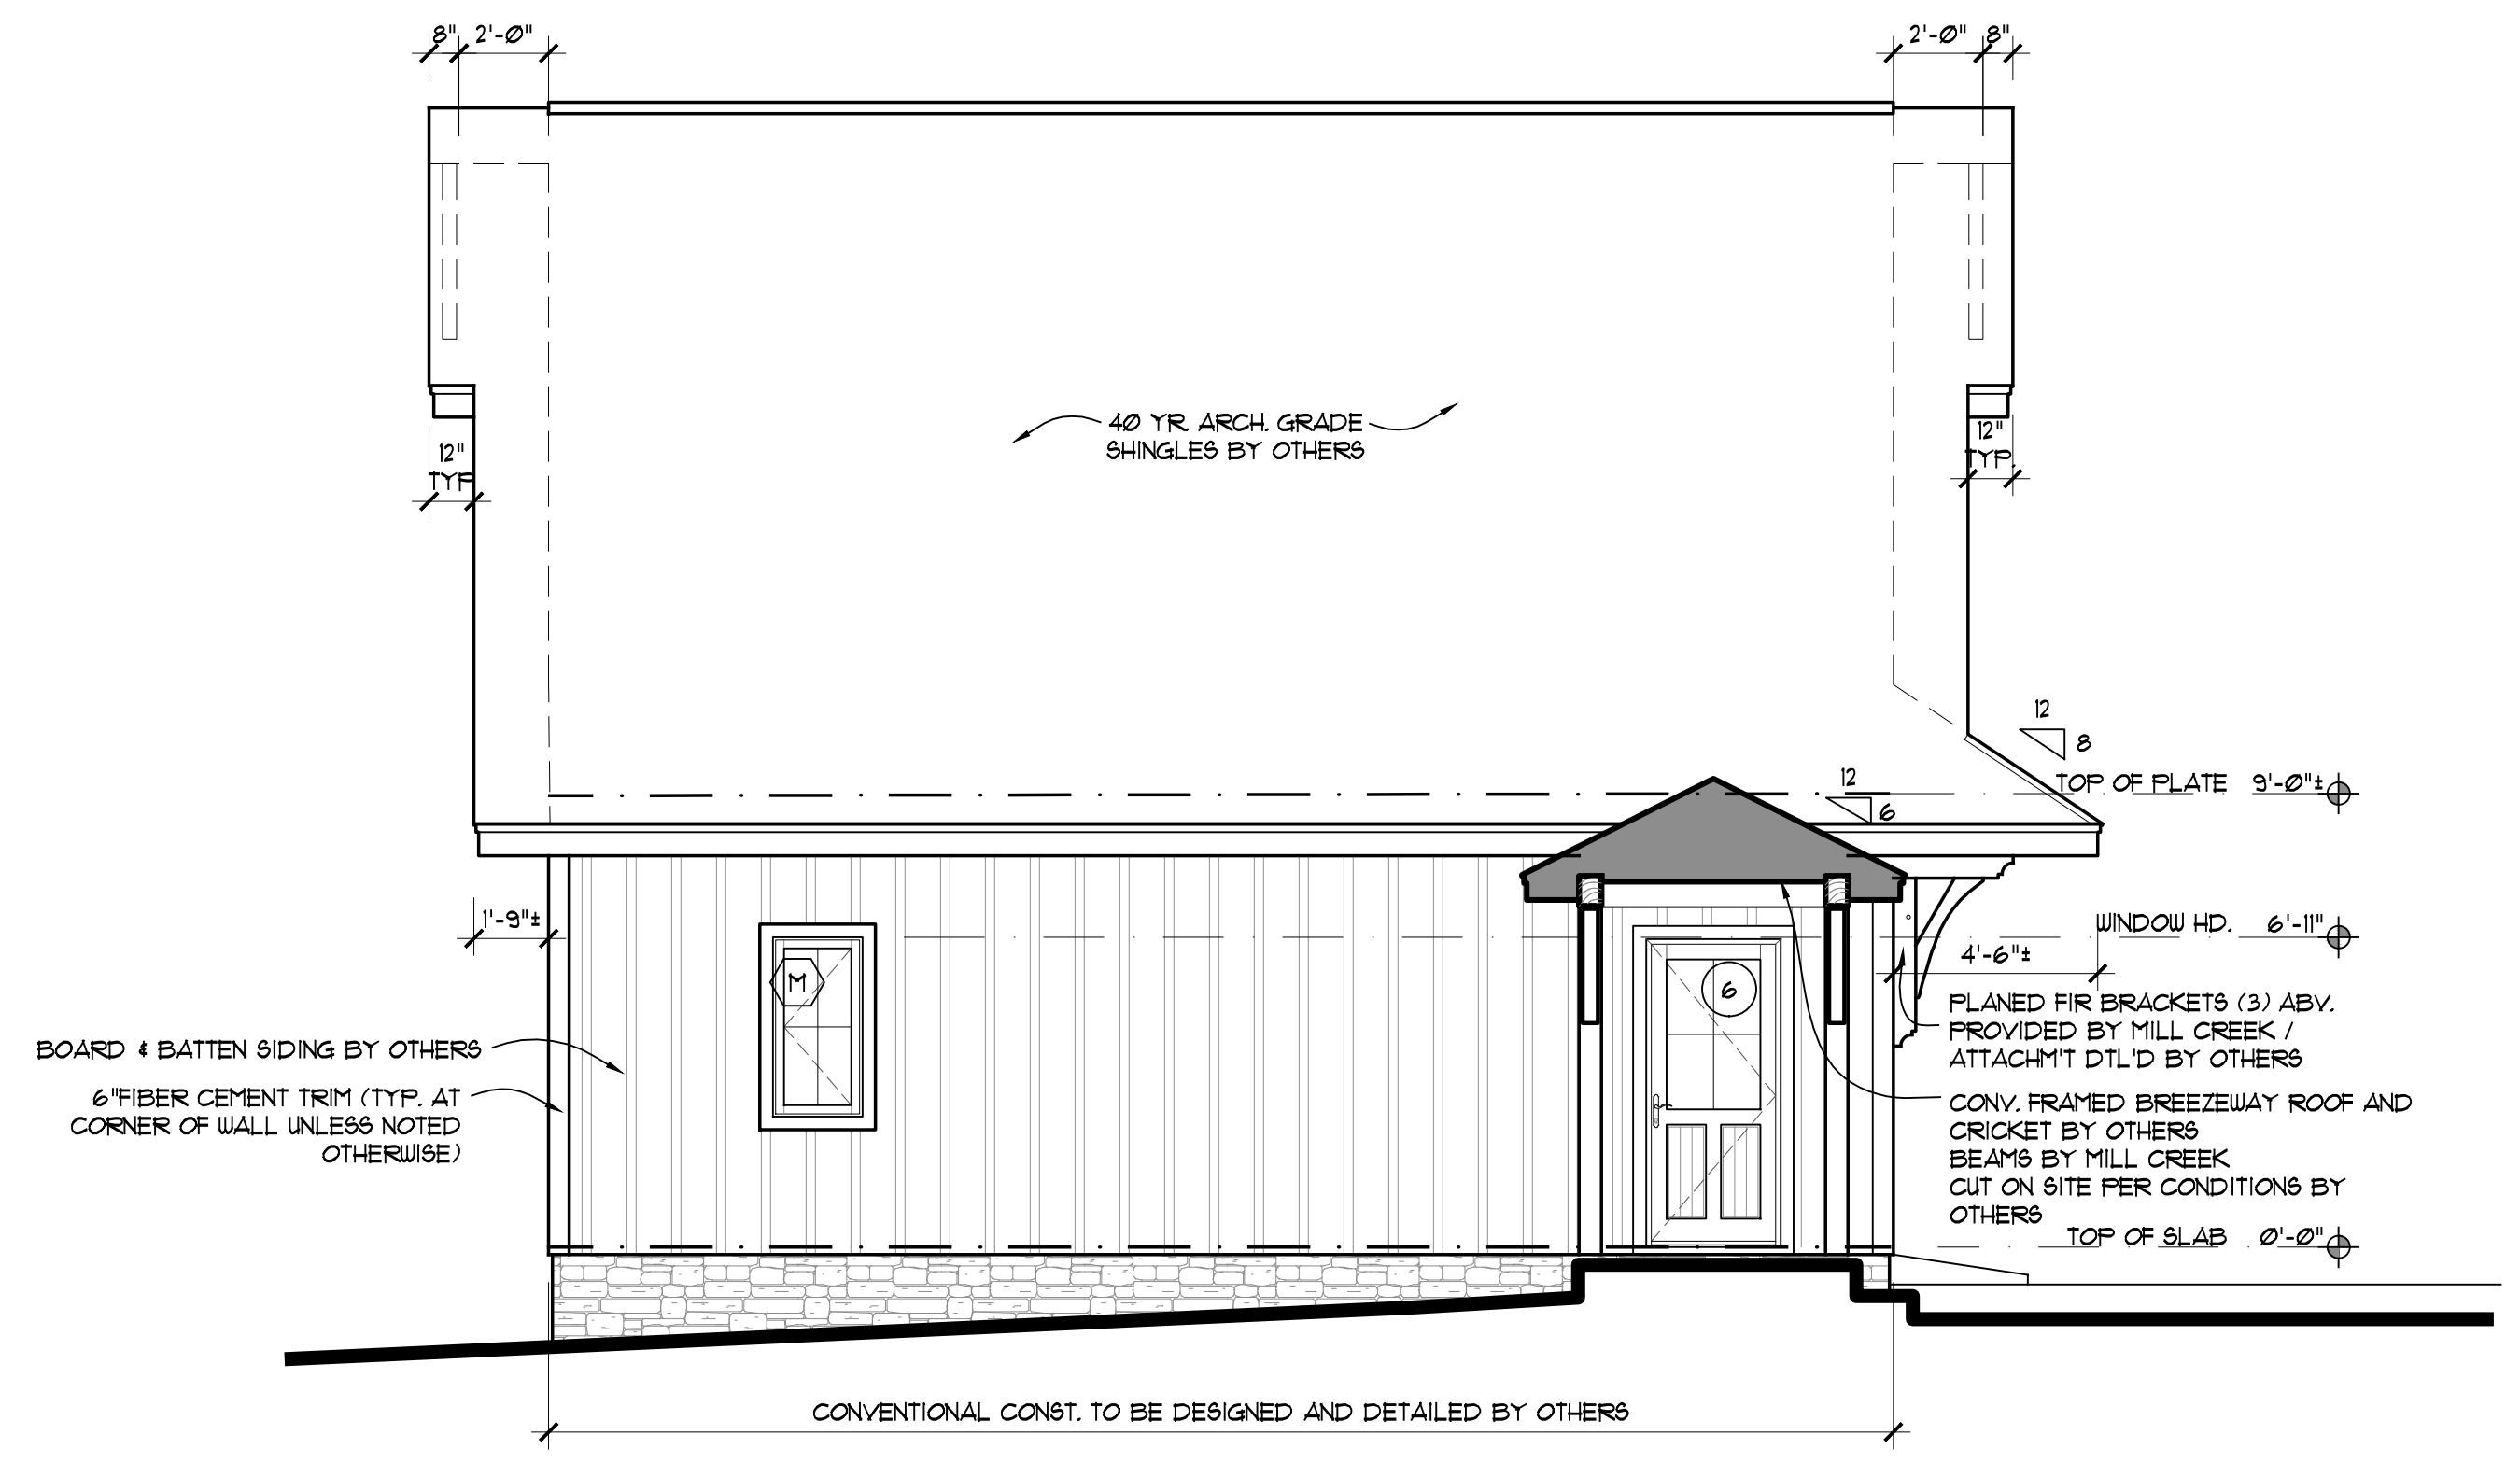 8" 2'-0"
2'-0" 8"
40 YR. ARCH. GRADE
SHINGLES BY OTHERS
12"
TYP.
12"
TYP.
12
8
12
6
TOP OF PLATE 9'-0"±
1'-9"±
WINDOW HD. 6'-11"
4'-6"±
M
6
PLANED FIR BRACKETS (3) ABV.
PROVIDED BY MILL CREEK /
ATTACHM'T DTL'D BY OTHERS
BOARD & BATTEN SIDING BY OTHERS
6"FIBER CEMENT TRIM (TYP. AT
CORNER OF WALL UNLESS NOTED
OTHERWISE)
CONV. FRAMED BREEZEWAY ROOF AND
CRICKET BY OTHERS
BEAMS BY MILL CREEK
CUT ON SITE PER CONDITIONS BY
OTHERS
TOP OF SLAB 0'-0"
CONVENTIONAL CONST. TO BE DESIGNED AND DETAILED BY OTHERS